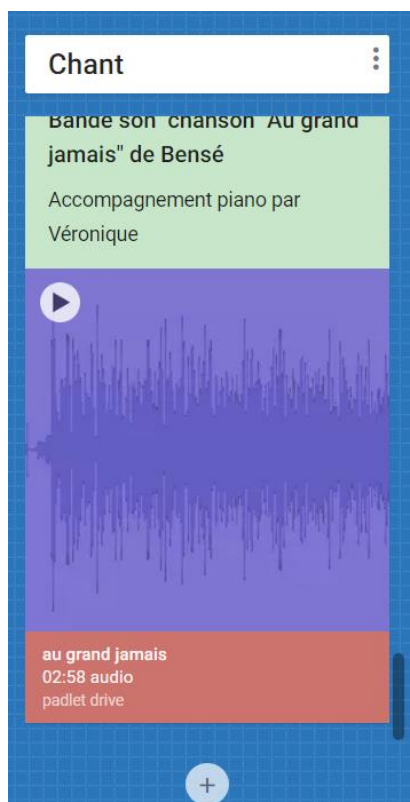 Chant
Bande son "chanson "Au grand
jamais" de Bensé
Accompagnement piano par
Véronique
au grand jamais
02:58 audio
padlet drive